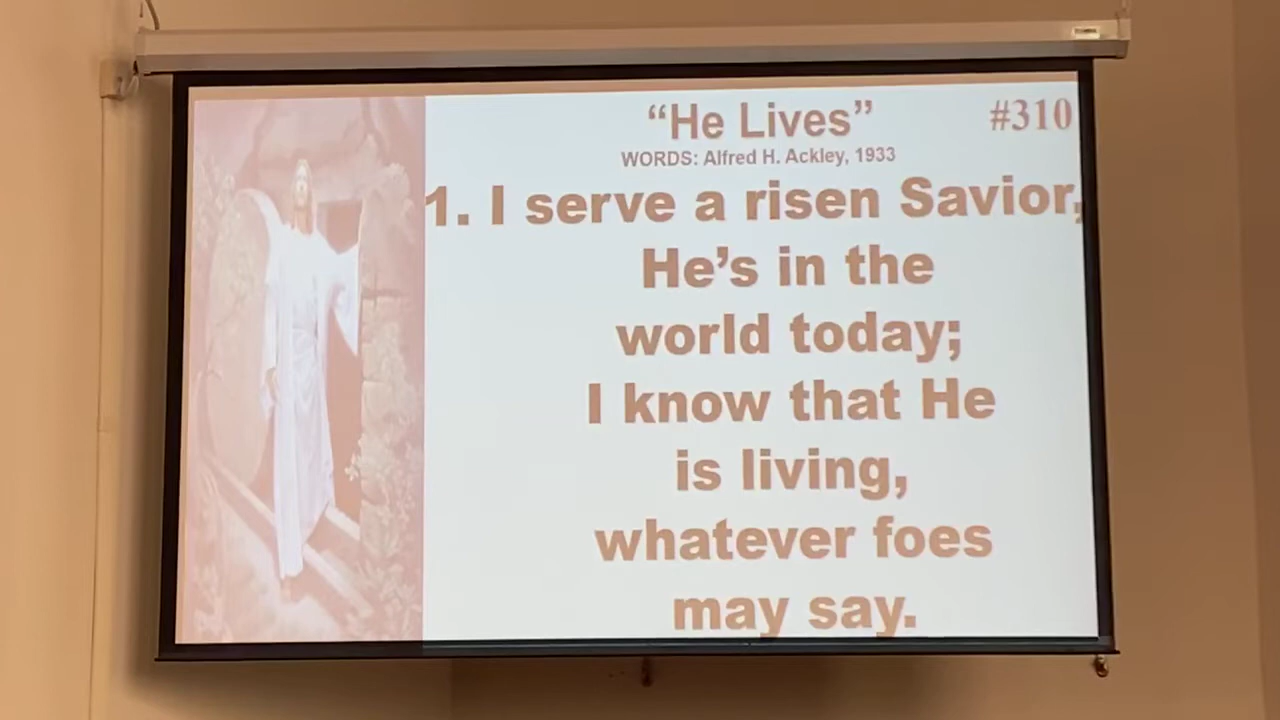 “He Lives” #310
WORDS: Alfred H. Ackley, 1933
1. I serve a risen Savior,
He’s in the
world today;
I know that He
is living,
whatever foes
may say.